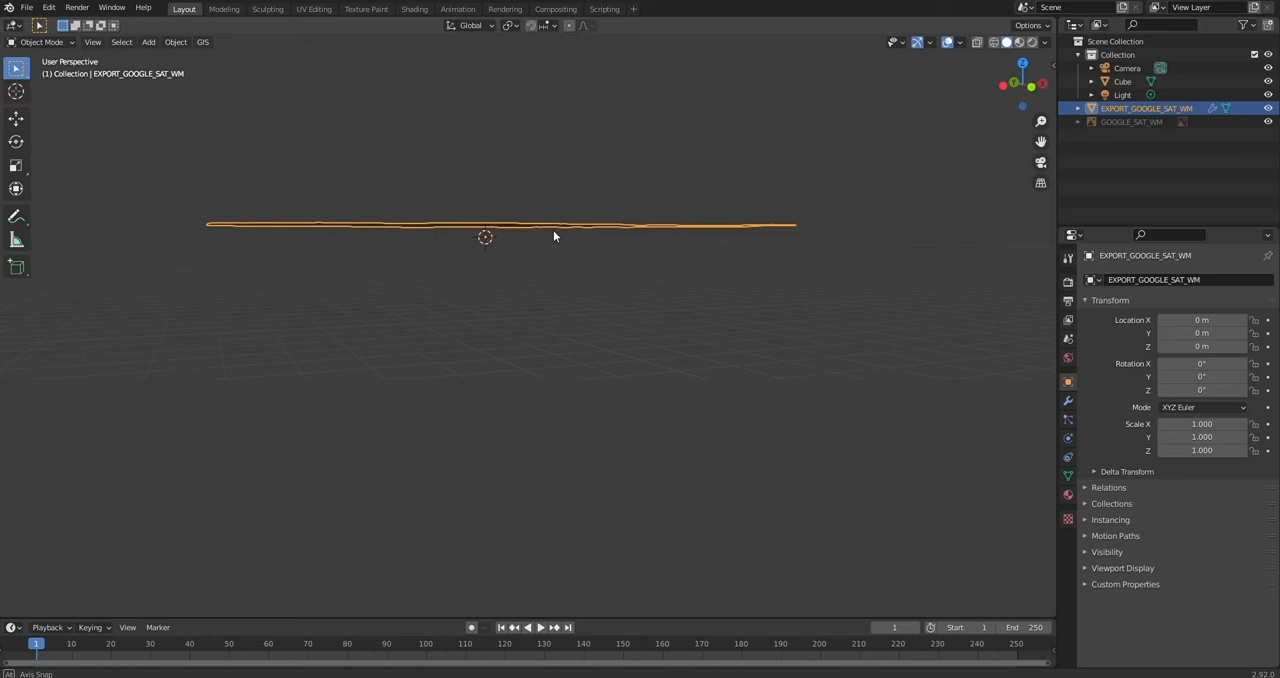 File Edit Render Window Help Layout Modeling Sculpting UV Editing Texture Paint Shading Animation Rendering Compositing Scripting + Scene View Layer
Global Options
Object Mode View Select Add Object GIS
User Perspective
(1) Collection | EXPORT_GOOGLE_SAT_WM
Z
Y
X
Scene Collection
Collection
Camera
Cube
Light
EXPORT_GOOGLE_SAT_WM
GOOGLE_SAT_WM
EXPORT_GOOGLE_SAT_WM
EXPORT_GOOGLE_SAT_WM
Transform
Location X 0 m
Y 0 m
Z 0 m
Rotation X 0°
Y 0°
Z 0°
Mode XYZ Euler
Scale X 1.000
Y 1.000
Z 1.000
Delta Transform
Relations
Collections
Instancing
Motion Paths
Visibility
Viewport Display
Custom Properties
Playback Keying View Marker 1 Start 1 End 250
1 10 20 30 40 50 60 70 80 90 100 110 120 130 140 150 160 170 180 190 200 210 220 230 240 250
Alt Axis Snap 2.92.0